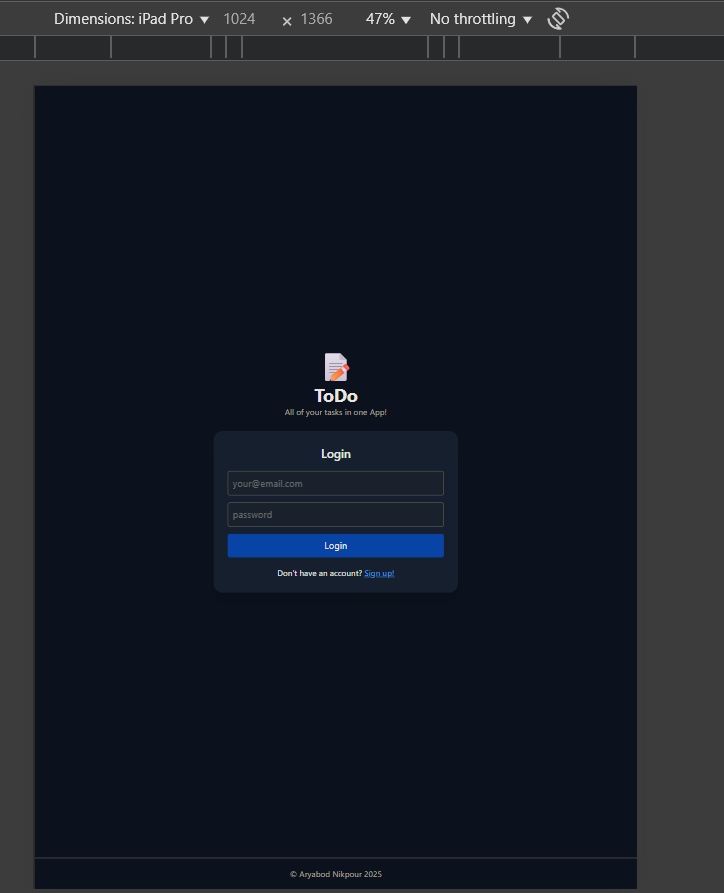 Dimensions: iPad Pro ▼ 1024 × 1366 47% ▼ No throttling ▼
ToDo
All of your tasks in one App!
Login
your@email.com
password
Login
Don't have an account? Sign up!
© Aryabod Nikpour 2025